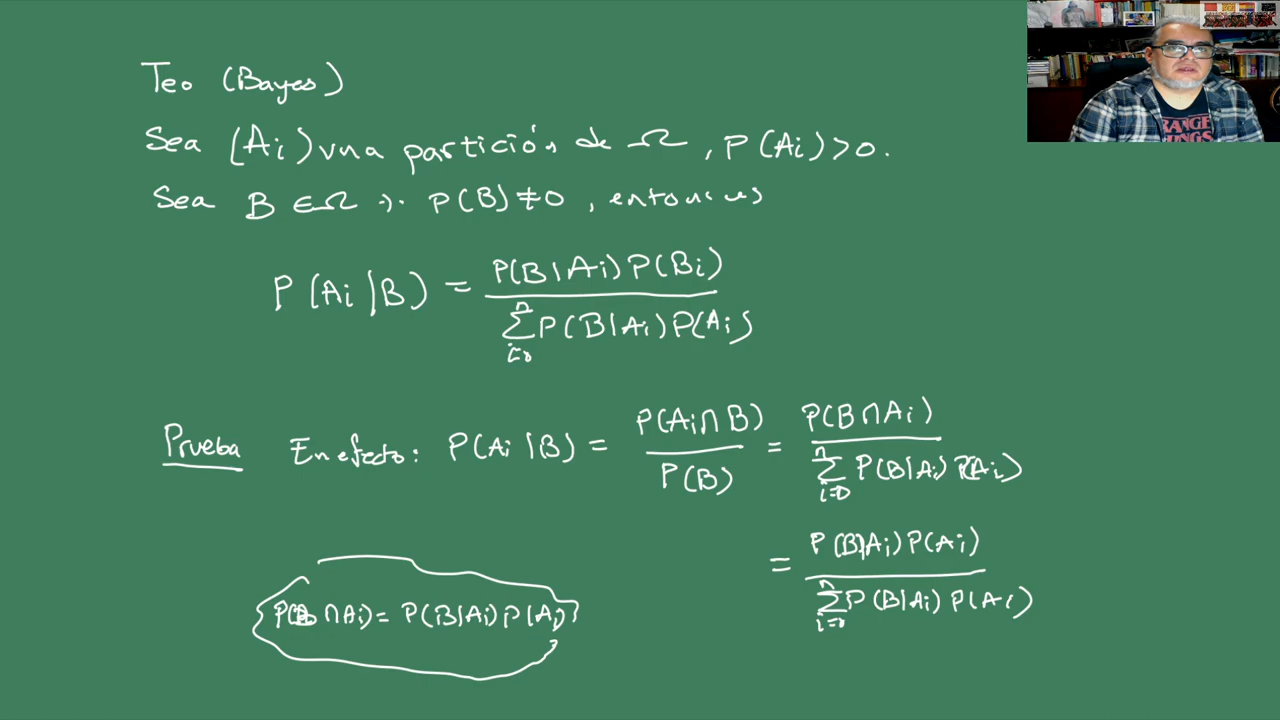 Teo (Bayes)
Sea (Ai) una partición de Ω, P(Ai)>0.
Sea B ∈ Ω ·)· P(B)≠0, entonces
P(Ai|B) = P(B|Ai)P(Bi) / ∑_{i=0}^{n} P(B|Ai)P(Ai)
Prueba En efecto: P(Ai|B) = P(Ai∩B) / P(B) = P(B∩Ai) / ∑_{i=0}^{n} P(B|Ai)P(Ai)
= P(B|Ai)P(Ai) / ∑_{i=0}^{n} P(B|Ai)P(Ai)
P(B∩Ai) = P(B|Ai)P(Ai)